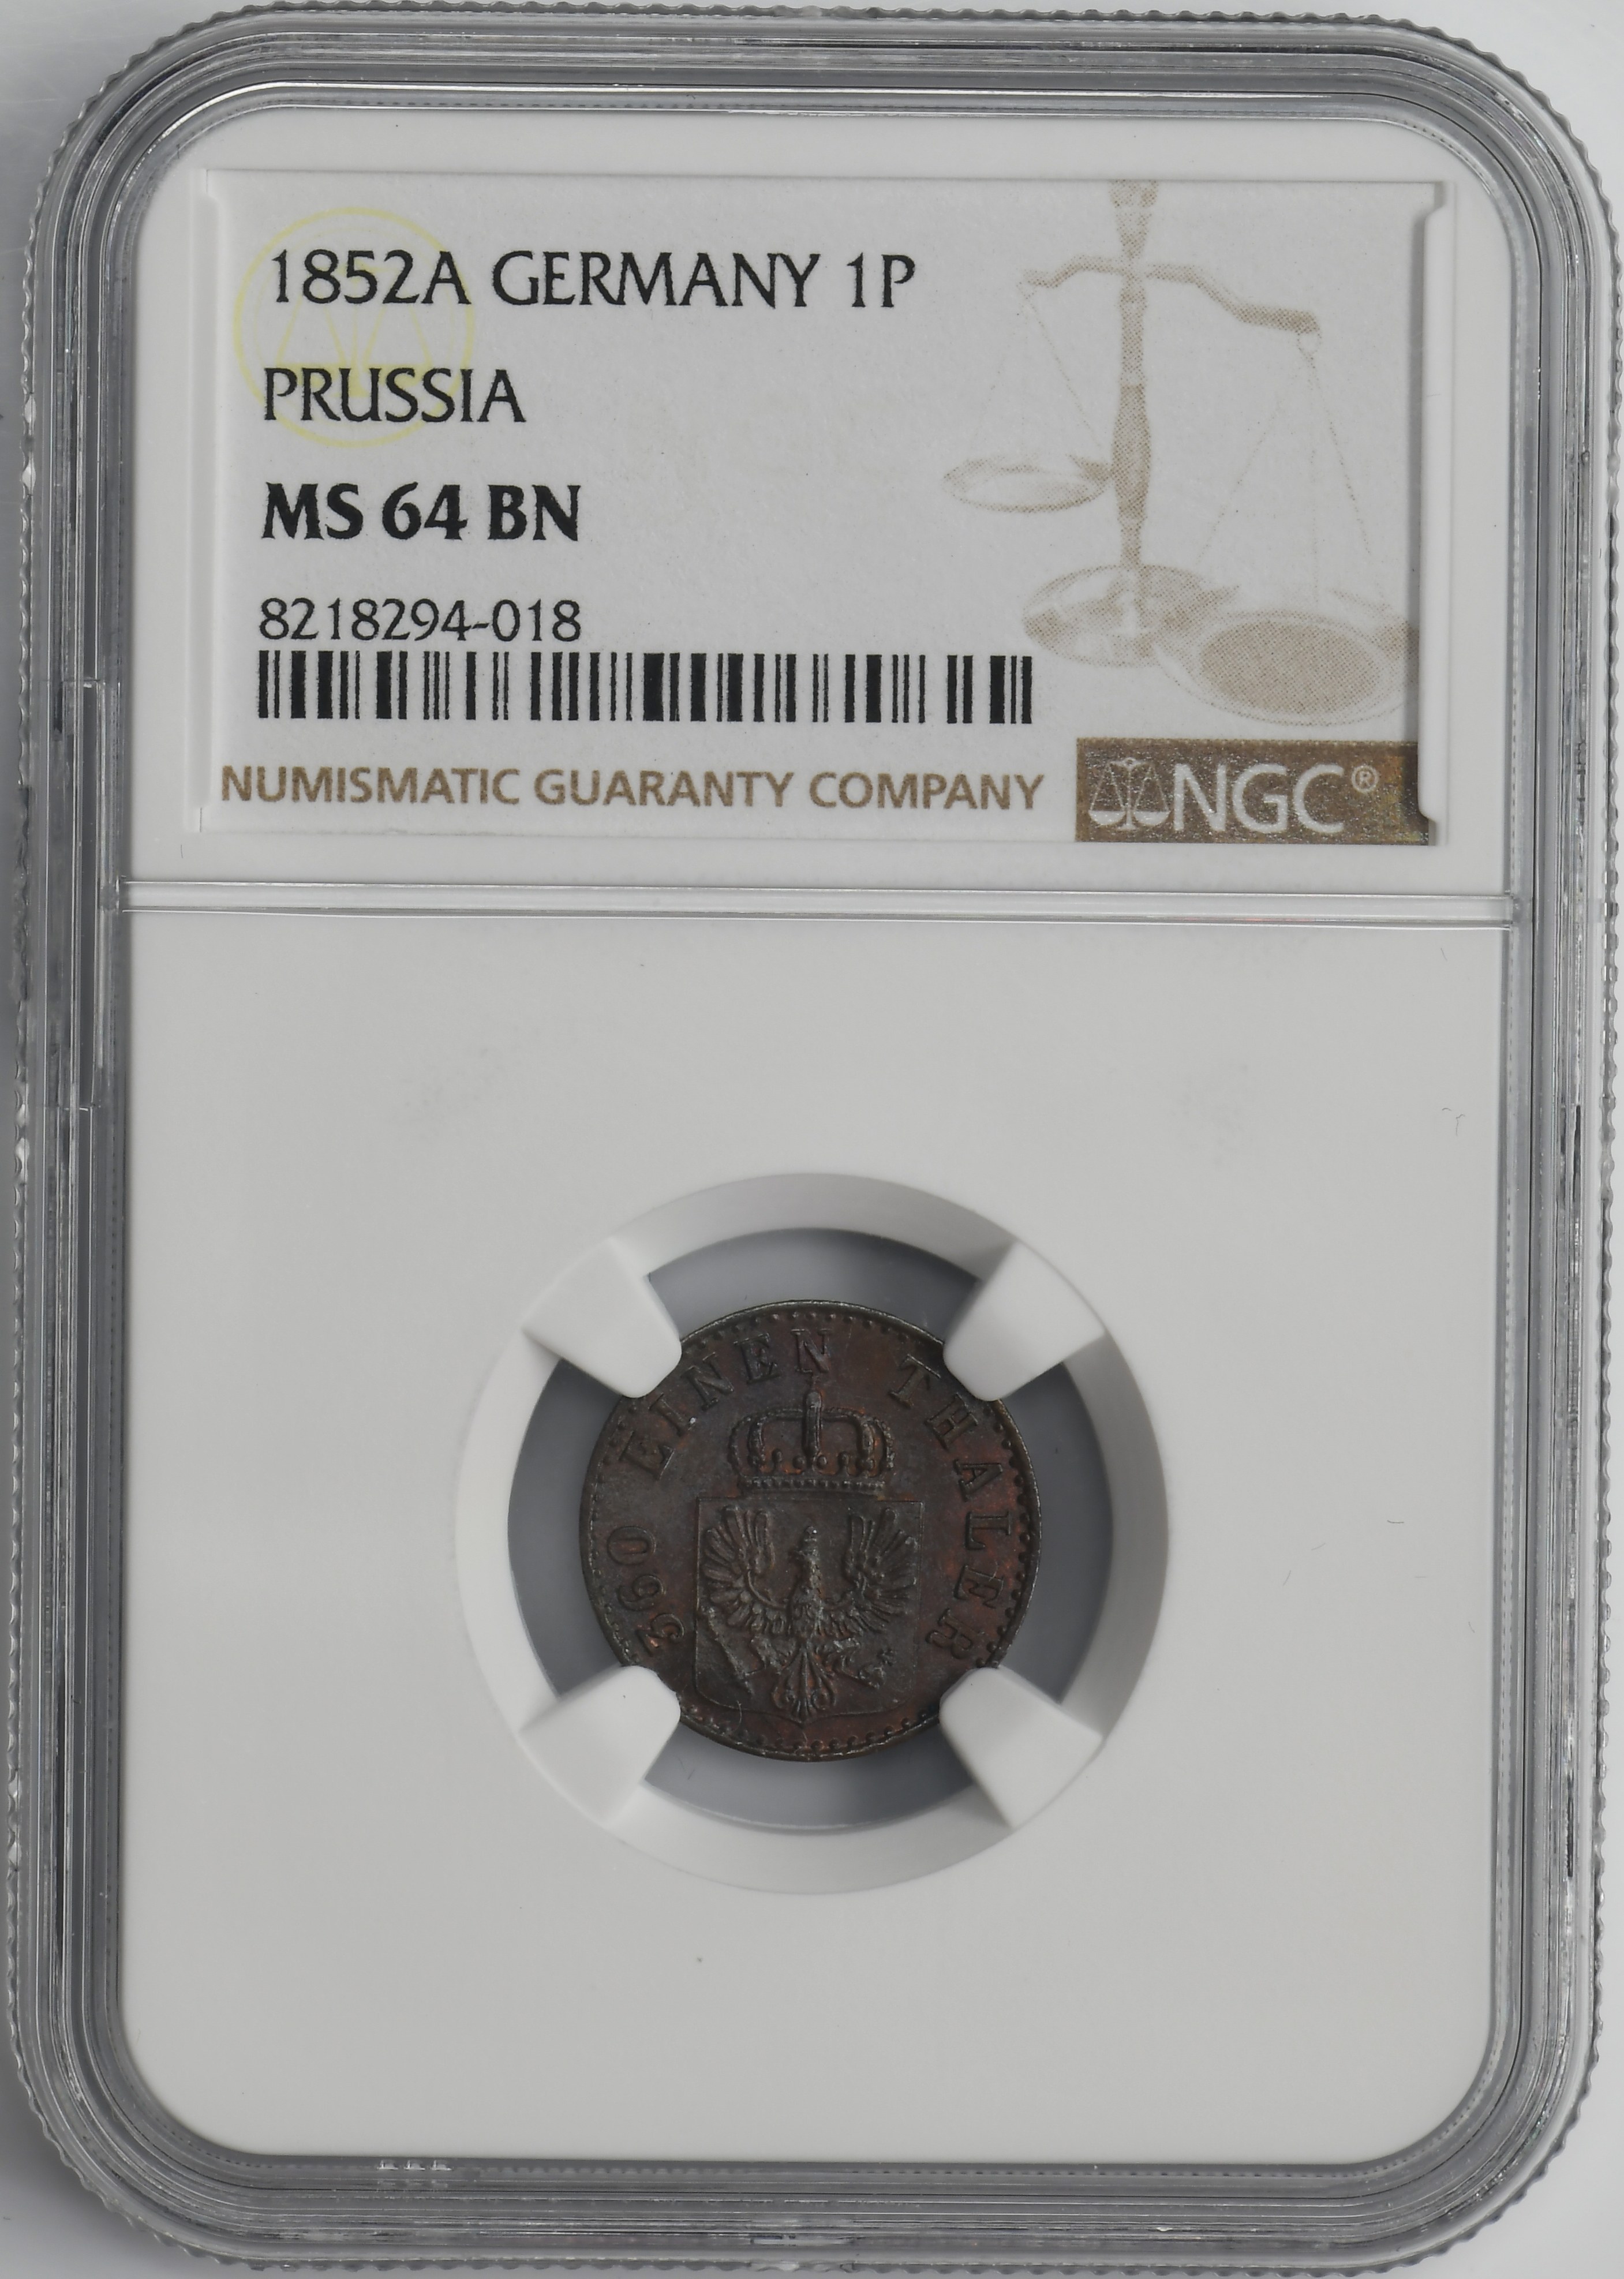 1852A GERMANY 1P
PRUSSIA
MS 64 BN
8218294-018
NUMISMATIC GUARANTY COMPANY
NGC®
360 EINEN THALER